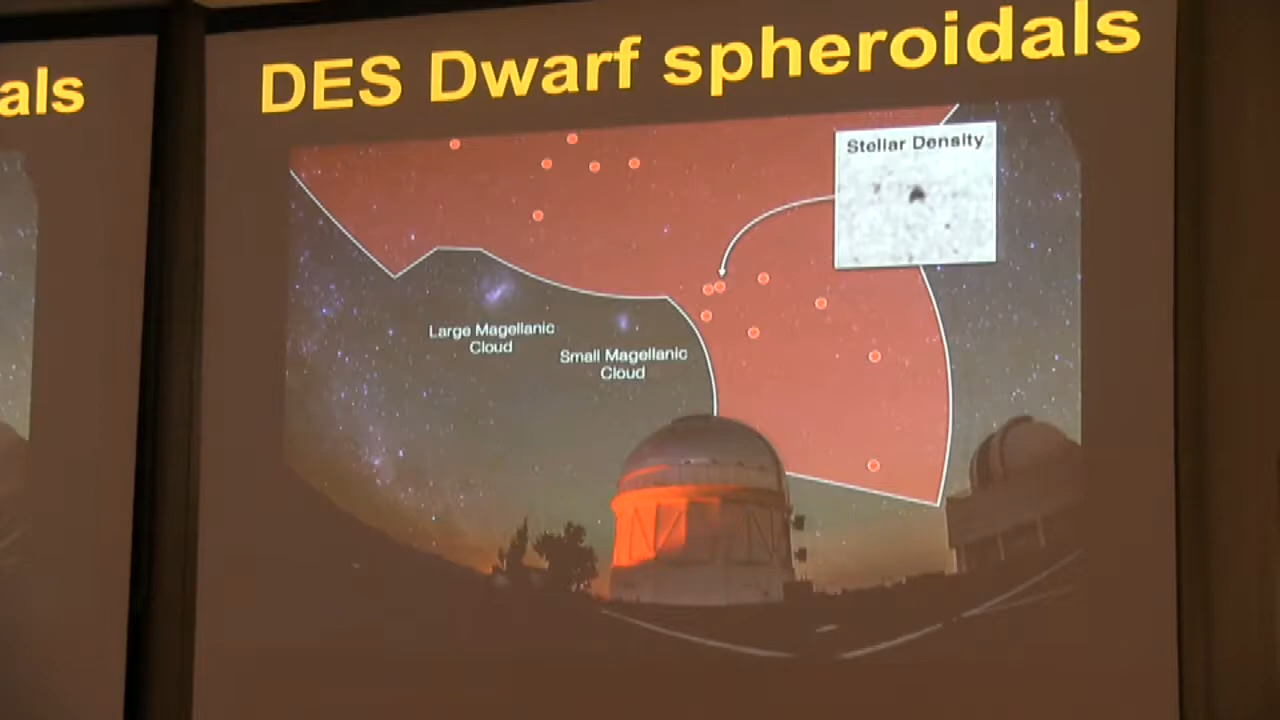 als
DES Dwarf spheroidals
Stellar Density
Large Magellanic
Cloud
Small Magellanic
Cloud